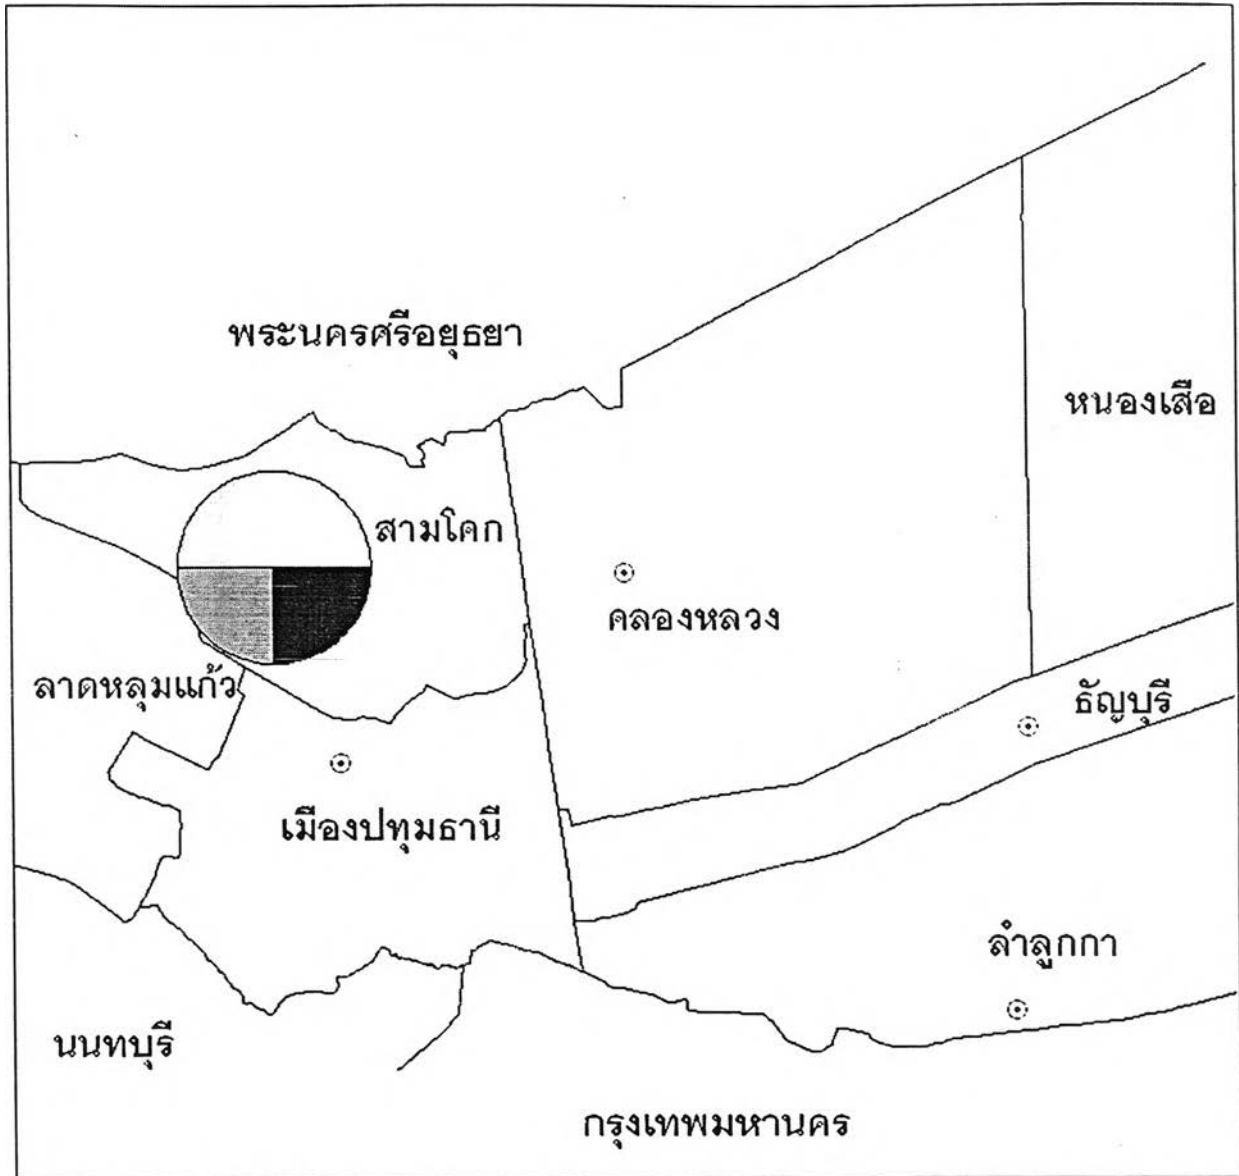 พระนครศรีอยุธยา
หนองเสือ
สามโคก
คลองหลวง
ลาดหลุมแก้ว
ธัญบุรี
เมืองปทุมธานี
ลำลูกกา
นนทบุรี
กรุงเทพมหานคร